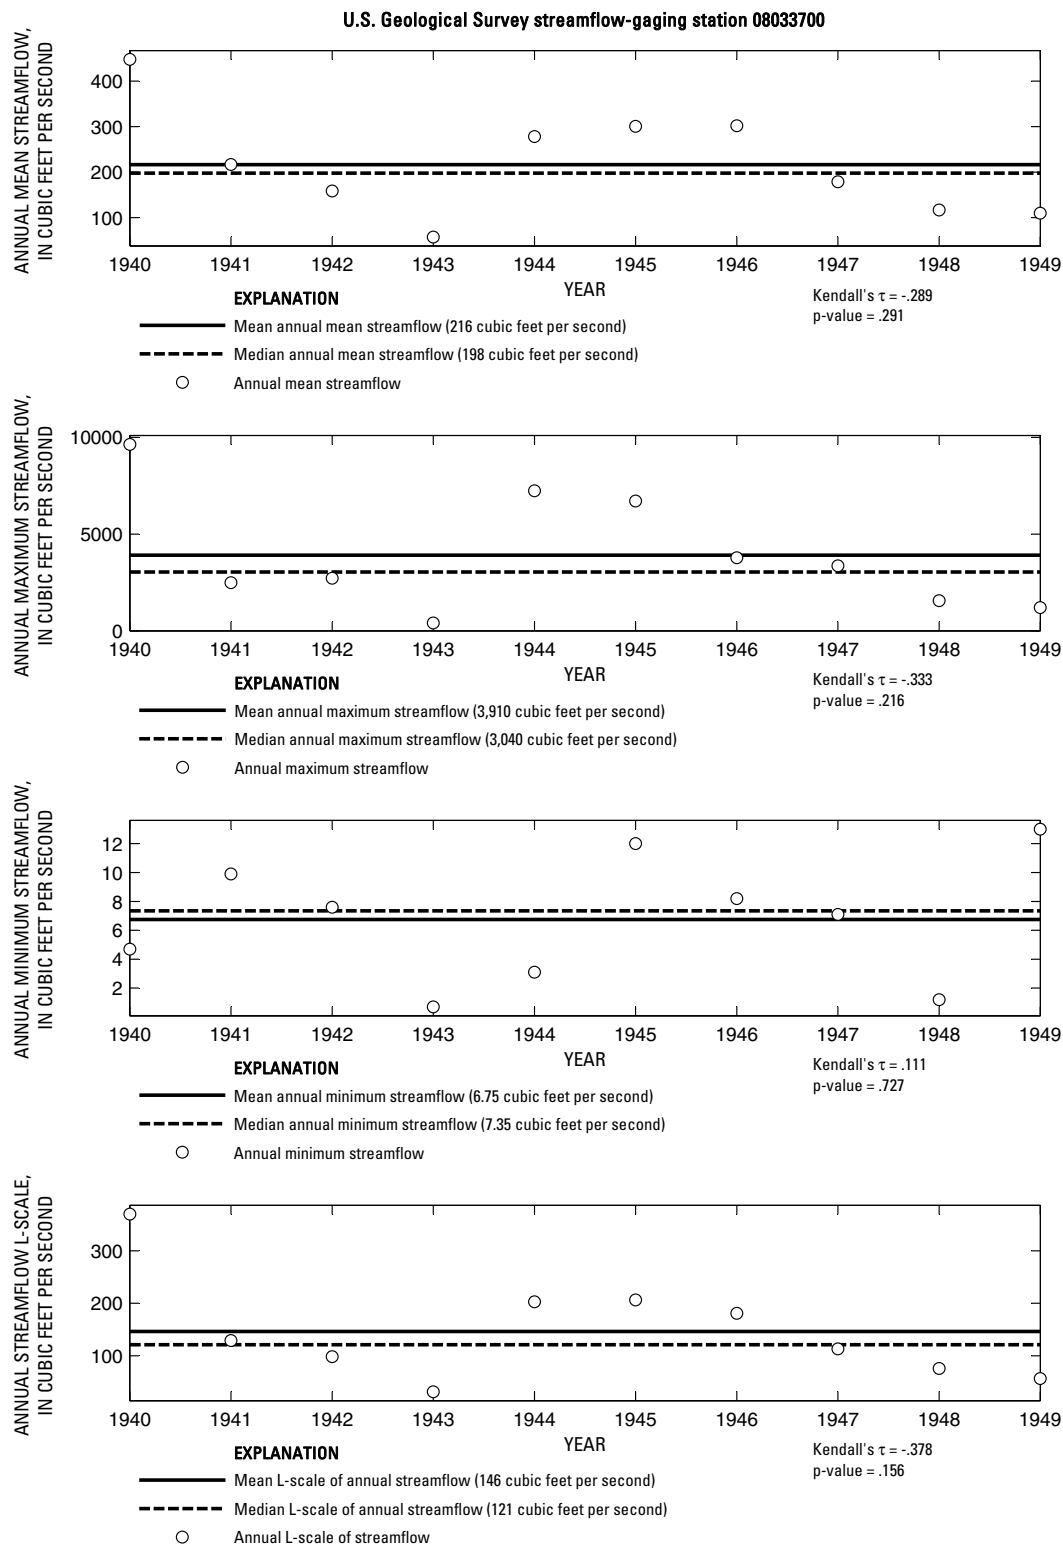 U.S. Geological Survey streamflow-gaging station 08033700
ANNUAL MEAN STREAMFLOW,
IN CUBIC FEET PER SECOND
400
300
200
100
1940 1941 1942 1943 1944 1945 1946 1947 1948 1949
YEAR
EXPLANATION
Mean annual mean streamflow (216 cubic feet per second)
Median annual mean streamflow (198 cubic feet per second)
Annual mean streamflow
Kendall's τ = -.289
p-value = .291
ANNUAL MAXIMUM STREAMFLOW,
IN CUBIC FEET PER SECOND
10000
5000
0
1940 1941 1942 1943 1944 1945 1946 1947 1948 1949
YEAR
EXPLANATION
Mean annual maximum streamflow (3,910 cubic feet per second)
Median annual maximum streamflow (3,040 cubic feet per second)
Annual maximum streamflow
Kendall's τ = -.333
p-value = .216
ANNUAL MINIMUM STREAMFLOW,
IN CUBIC FEET PER SECOND
12
10
8
6
4
2
1940 1941 1942 1943 1944 1945 1946 1947 1948 1949
YEAR
EXPLANATION
Mean annual minimum streamflow (6.75 cubic feet per second)
Median annual minimum streamflow (7.35 cubic feet per second)
Annual minimum streamflow
Kendall's τ = .111
p-value = .727
ANNUAL STREAMFLOW L-SCALE,
IN CUBIC FEET PER SECOND
300
200
100
1940 1941 1942 1943 1944 1945 1946 1947 1948 1949
YEAR
EXPLANATION
Mean L-scale of annual streamflow (146 cubic feet per second)
Median L-scale of annual streamflow (121 cubic feet per second)
Annual L-scale of streamflow
Kendall's τ = -.378
p-value = .156